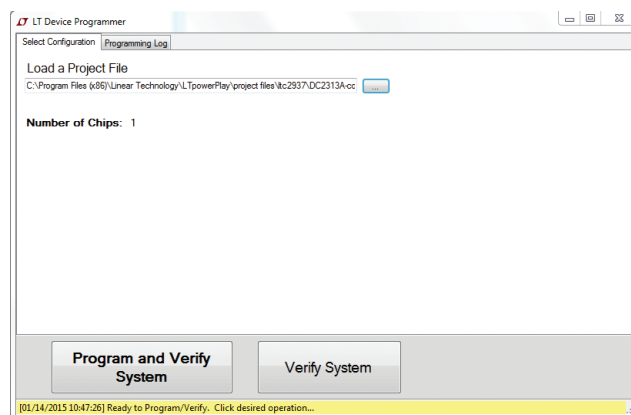 LT Device Programmer
Select Configuration Programming Log
Load a Project File
C:\Program Files (x86)\Linear Technology\LTpowerPlay\project files\ltc2937\DC2313A-cc ...
Number of Chips: 1
Program and Verify
System
Verify System
[01/14/2015 10:47:26] Ready to Program/Verify. Click desired operation...